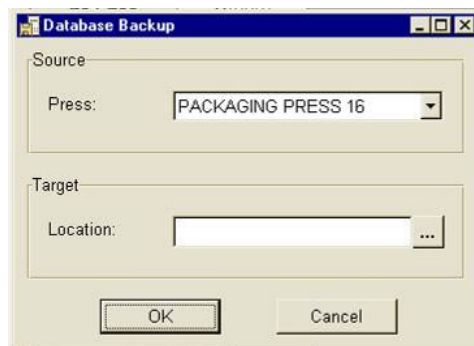 Database Backup
Source
Press: PACKAGING PRESS 16
Target
Location: ...
OK Cancel